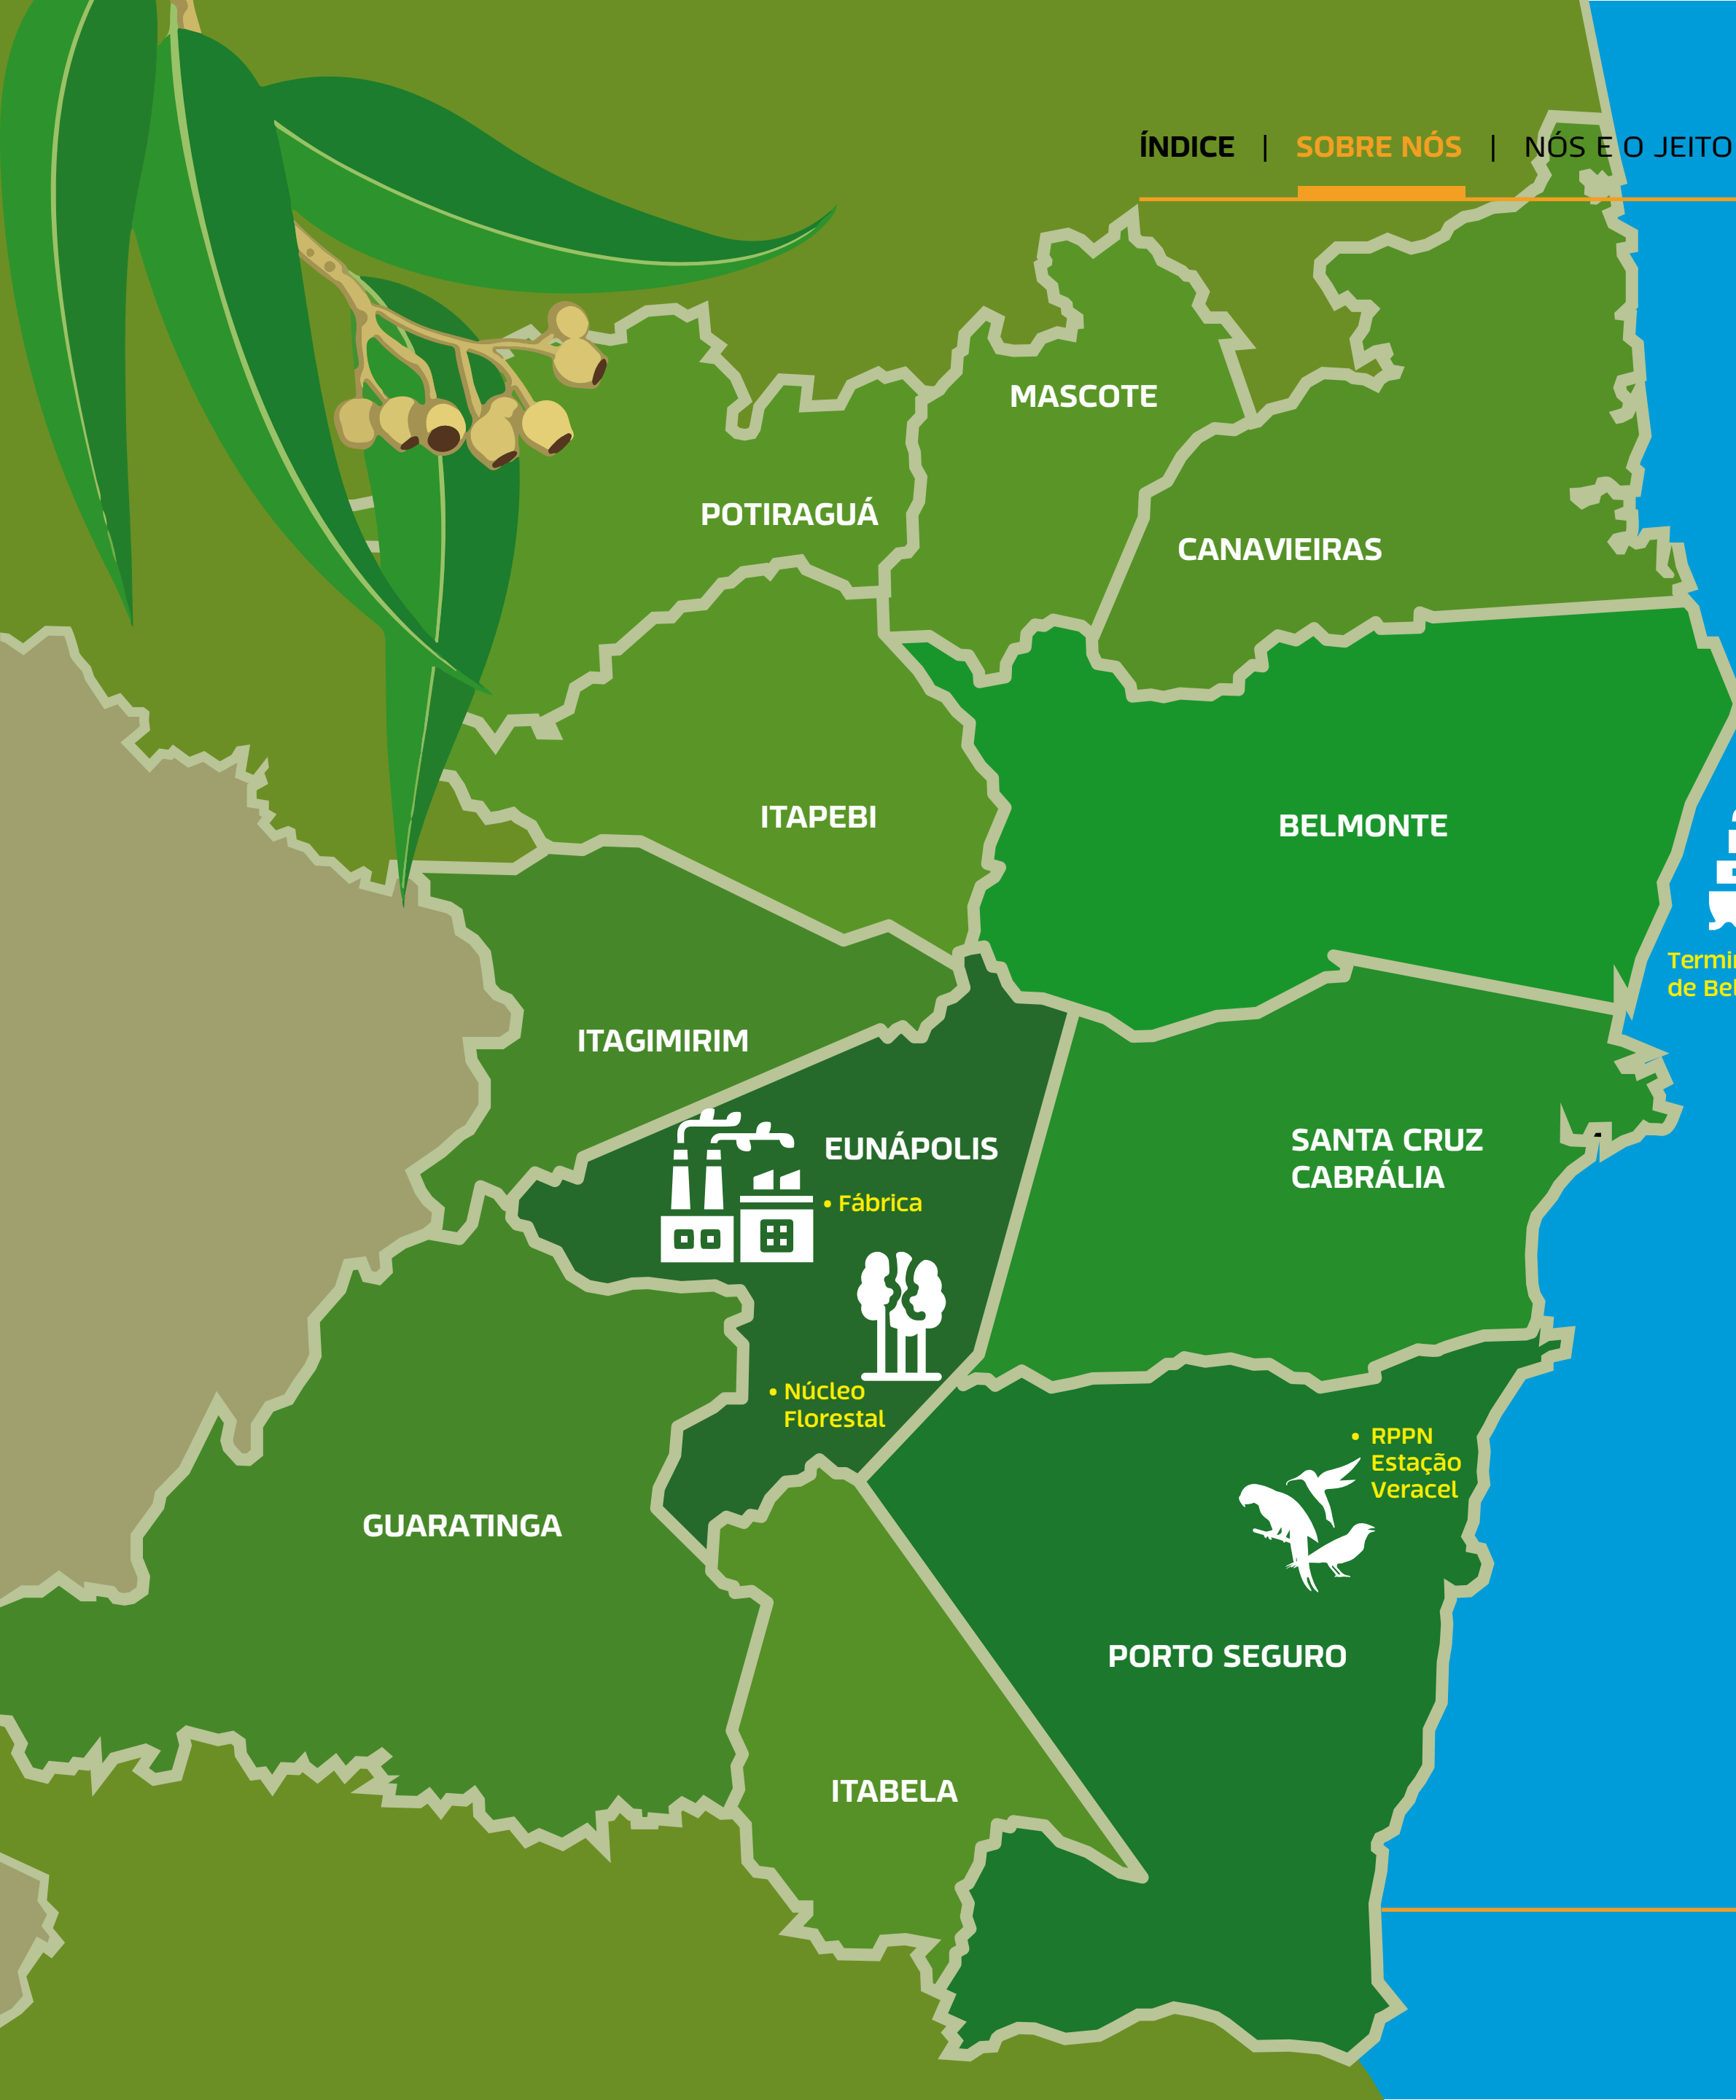 ÍNDICE | SOBRE NÓS | NÓS E O JEITO
MASCOTE
POTIRAGUÁ
CANAVIEIRAS
ITAPEBI
BELMONTE
de
ITAGIMIRIM
EUNÁPOLIS
• Fábrica
SANTA CRUZ
CABRÁLIA
• Núcleo
Florestal
• RPPN
Estação
Veracel
GUARATINGA
PORTO SEGURO
ITABELA